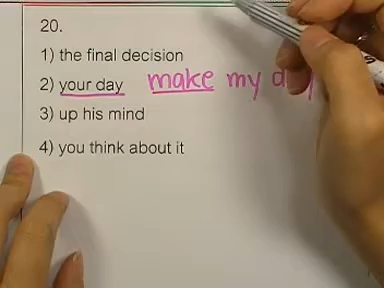 20.
1) the final decision
2) your day make my day
3) up his mind
4) you think about it